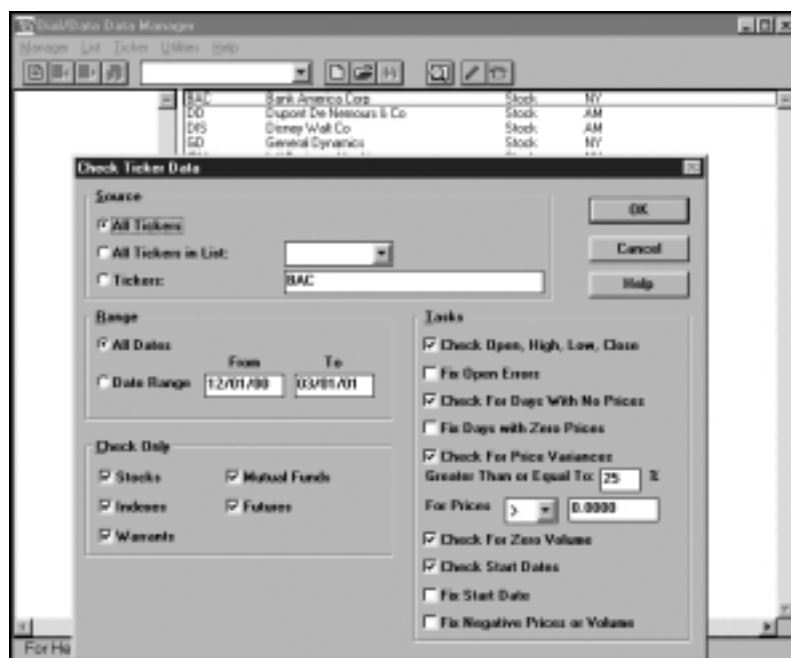 Dial/Data Data Manager
Manager List Ticker Utilities Help
BAC Bank America Corp Stock NY
DD Dupont De Nemours & Co Stock AM
DIS Disney Walt Co Stock AM
GD General Dynamics Stock NY
Check Ticker Data
Source
All Tickers
All Tickers in List:
Tickers: BAC
OK
Cancel
Help
Range
All Dates
From To
Date Range 12/01/00 03/01/01
Check Only
Stocks Mutual Funds
Indexes Futures
Warrants
Tasks
Check Open, High, Low, Close
Fix Open Errors
Check For Days With No Prices
Fix Days with Zero Prices
Check For Price Variances
Greater Than or Equal To: 25 %
For Prices > 0.0000
Check For Zero Volume
Check Start Dates
Fix Start Date
Fix Negative Prices or Volume
For He